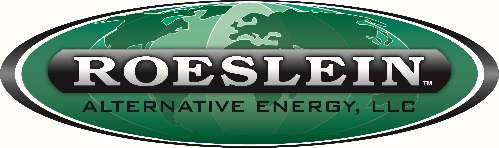 ROESLEIN™
ALTERNATIVE ENERGY, LLC